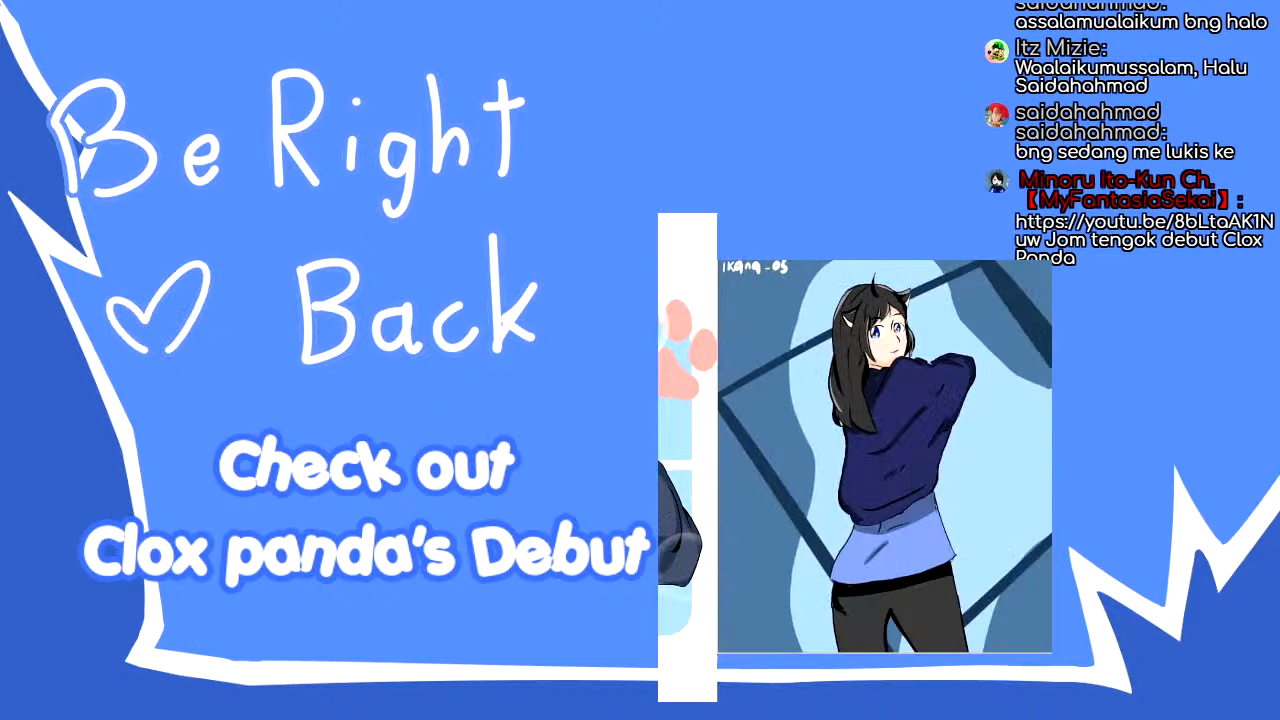 Be Right
Back
Check out
Clox panda's Debut
assalamualaikum bng halo
Itz Mizie:
Waalaikumussalam, Halu
Saidahahmad
saidahahmad
saidahahmad:
bng sedang me lukis ke
Minoru Ito-Kun Ch.
【MyFantasiaSekai】:
https://youtu.be/8bLtaAK1N
uw Jom tengok debut Clox
Panda